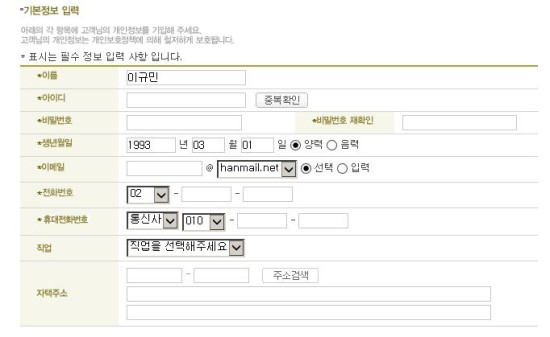 *기본정보 입력
아래의 각 항목에 고객님의 개인정보를 기입해 주세요.
고객님의 개인정보는 개인보호정책에 의해 철저하게 보호됩니다.
* 표시는 필수 정보 입력 사항 입니다.
*이름 이규민
*아이디 중복확인
*비밀번호 *비밀번호 재확인
*생년월일 1993 년 03 월 01 일 양력 음력
*이메일 @ hanmail.net 선택 입력
*전화번호 02 - -
*휴대전화번호 통신사 010 - -
직업 직업을 선택해주세요
- 주소검색
자택주소